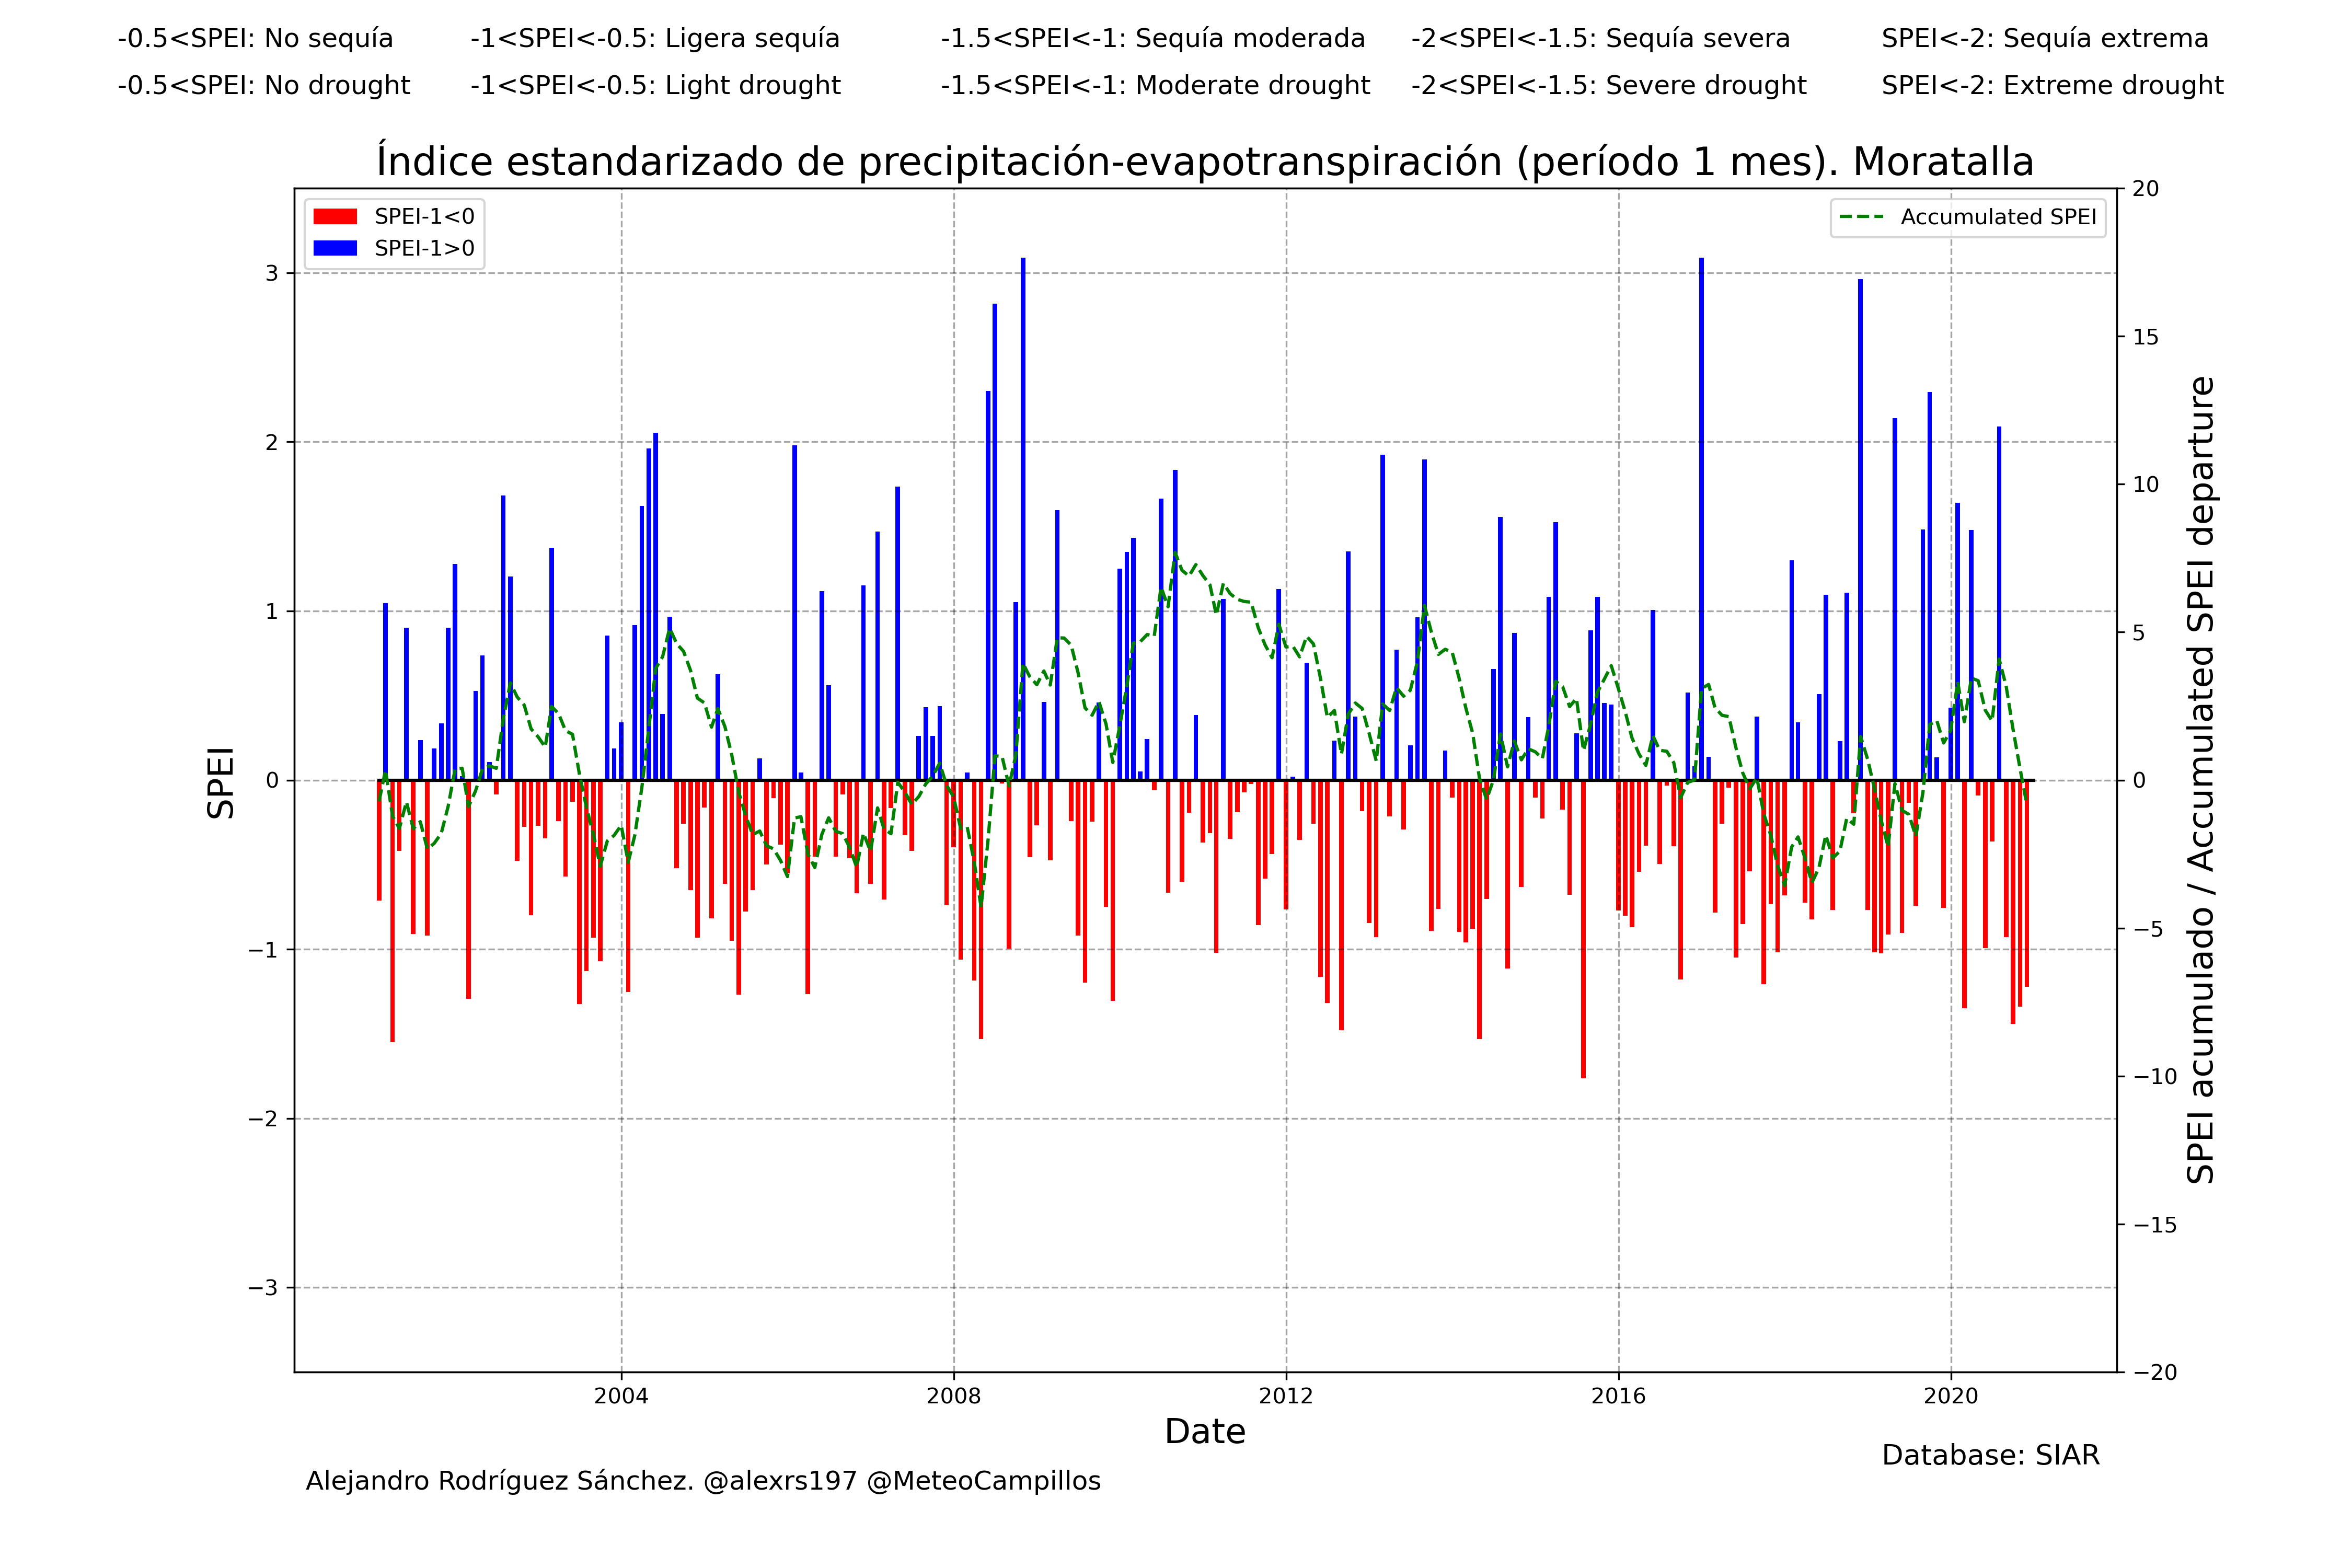 -0.5<SPEI: No sequía -1<SPEI<-0.5: Ligera sequía -1.5<SPEI<-1: Sequía moderada -2<SPEI<-1.5: Sequía severa SPEI<-2: Sequía extrema
-0.5<SPEI: No drought -1<SPEI<-0.5: Light drought -1.5<SPEI<-1: Moderate drought -2<SPEI<-1.5: Severe drought SPEI<-2: Extreme drought
Índice estandarizado de precipitación-evapotranspiración (período 1 mes). Moratalla
SPEI-1<0
SPEI-1>0
Accumulated SPEI
SPEI
3
2
1
0
−1
−2
−3
20
15
10
5
0
−5
−10
−15
−20
SPEI acumulado / Accumulated SPEI departure
2004 2008 2012 2016 2020
Date
Database: SIAR
Alejandro Rodríguez Sánchez. @alexrs197 @MeteoCampillos